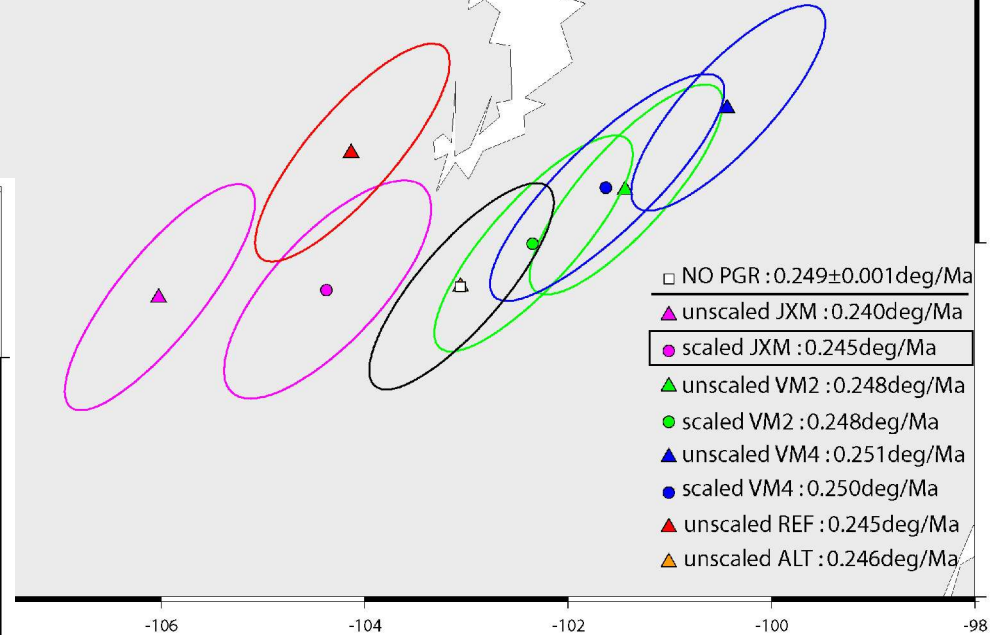 NO PGR : 0.249±0.001deg/Ma
unscaled JXM : 0.240deg/Ma
scaled JXM : 0.245deg/Ma
unscaled VM2 : 0.248deg/Ma
scaled VM2 : 0.248deg/Ma
unscaled VM4 : 0.251deg/Ma
scaled VM4 : 0.250deg/Ma
unscaled REF : 0.245deg/Ma
unscaled ALT : 0.246deg/Ma
-106 -104 -102 -100 -98